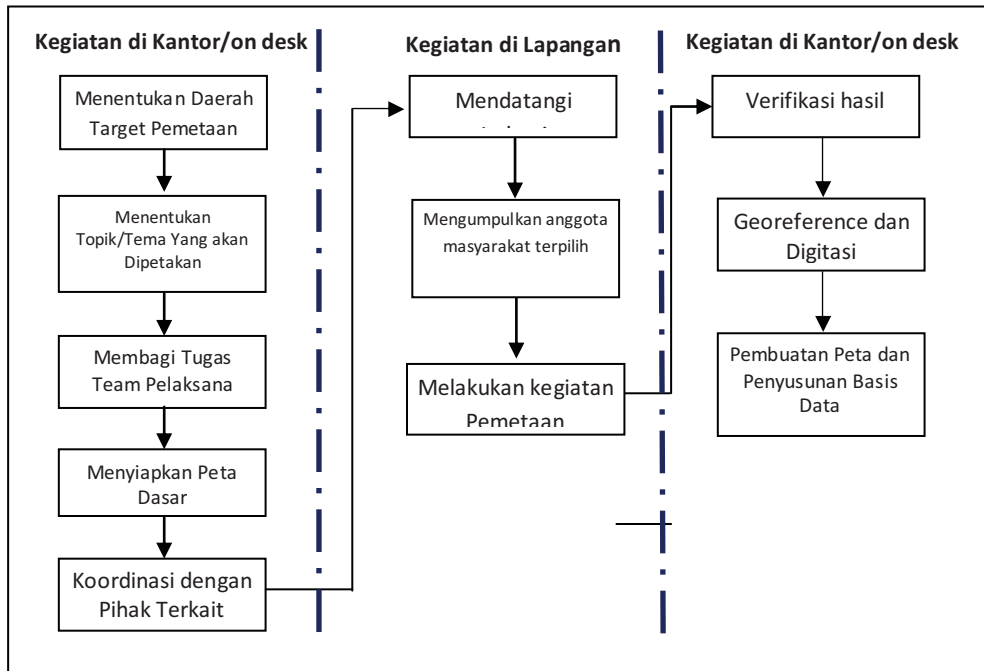 Kegiatan di Kantor/on desk
Menentukan Daerah
Target Pemetaan
Menentukan
Topik/Tema Yang akan
Dipetakan
Membagi Tugas
Team Pelaksana
Menyiapkan Peta
Dasar
Koordinasi dengan
Pihak Terkait
Kegiatan di Lapangan
Mendatangi
Mengumpulkan anggota
masyarakat terpilih
Melakukan kegiatan
Pemetaan
Kegiatan di Kantor/on desk
Verifikasi hasil
Georeference dan
Digitasi
Pembuatan Peta dan
Penyusunan Basis
Data